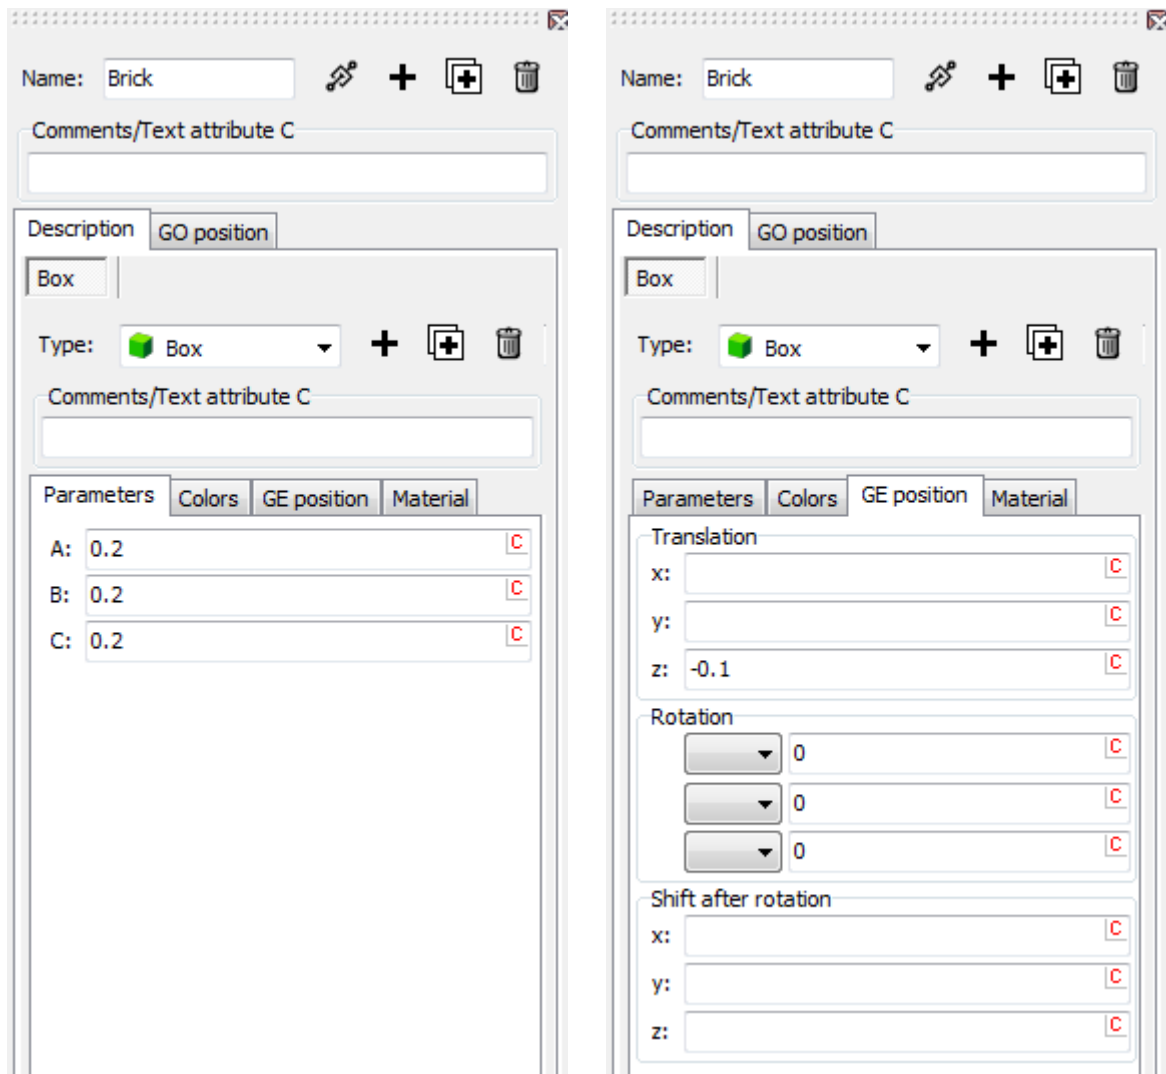 Name: Brick
Comments/Text attribute C
Description GO position
Box
Type: Box
Comments/Text attribute C
Parameters Colors GE position Material
A: 0.2 C
B: 0.2 C
C: 0.2 C
Name: Brick
Comments/Text attribute C
Description GO position
Box
Type: Box
Comments/Text attribute C
Parameters Colors GE position Material
Translation
x: C
y: C
z: -0.1 C
Rotation
0 C
0 C
0 C
Shift after rotation
x: C
y: C
z: C